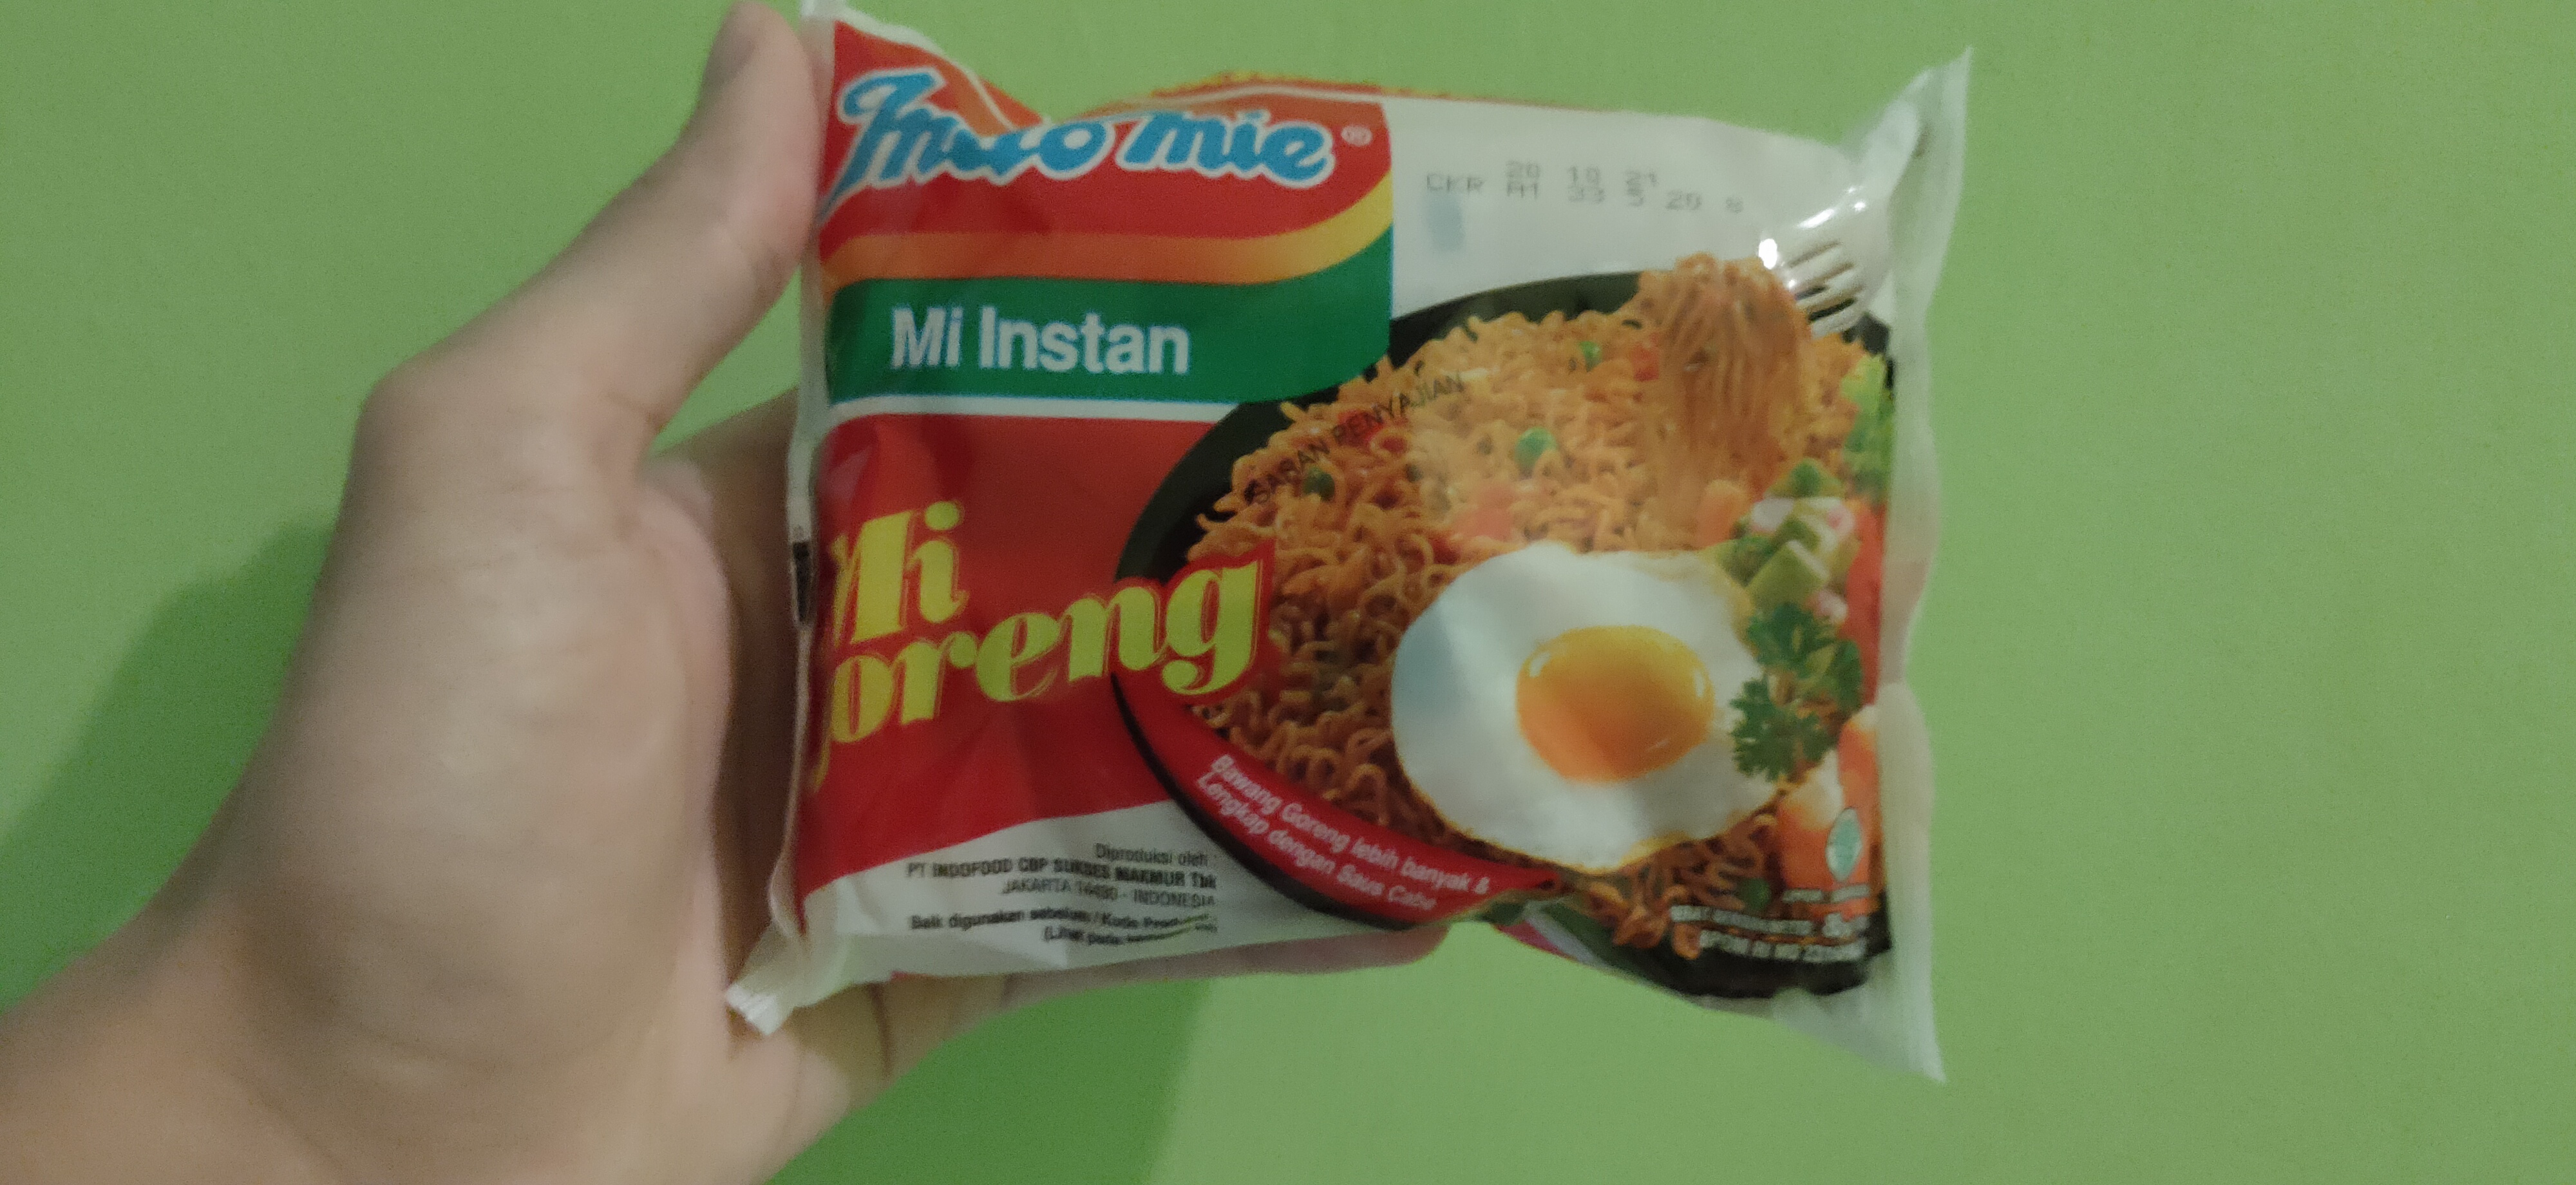 Indomie®
CKR 20 10 21
A1 33 5 20
Mi Instan
SARAN PENYAJIAN
Mi
goreng
Bawang Goreng lebih banyak &
Lengkap dengan Saus Cabe
Diproduksi oleh :
PT INDOFOOD CBP SUKSES MAKMUR Tbk
JAKARTA - INDONESIA
Baik digunakan sebelum / Kode Produksi :